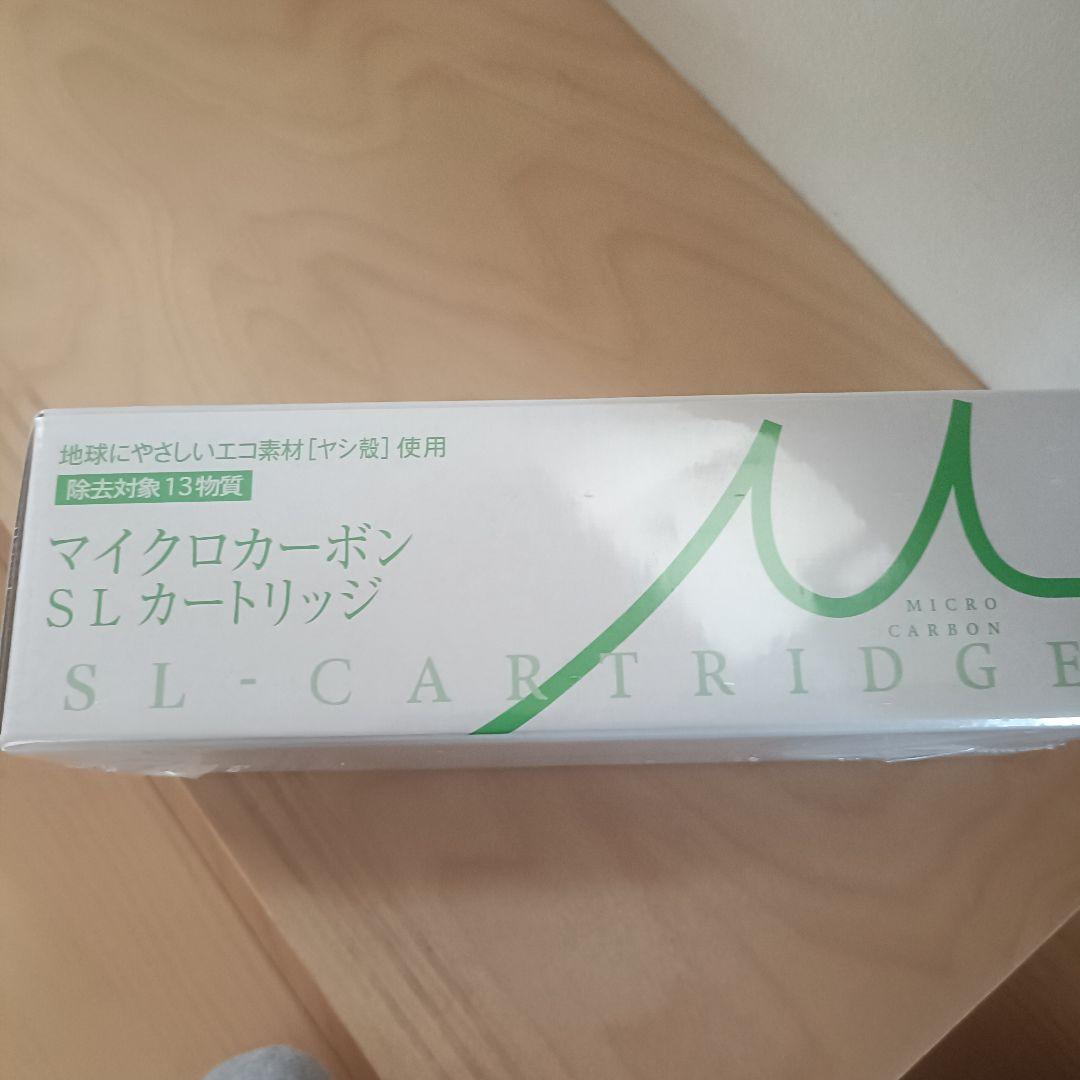 地球にやさしいエコ素材[ヤシ殻]使用
除去対象13物質
マイクロカーボン
SLカートリッジ
MICRO
CARBON
SL-CARTRIDGE